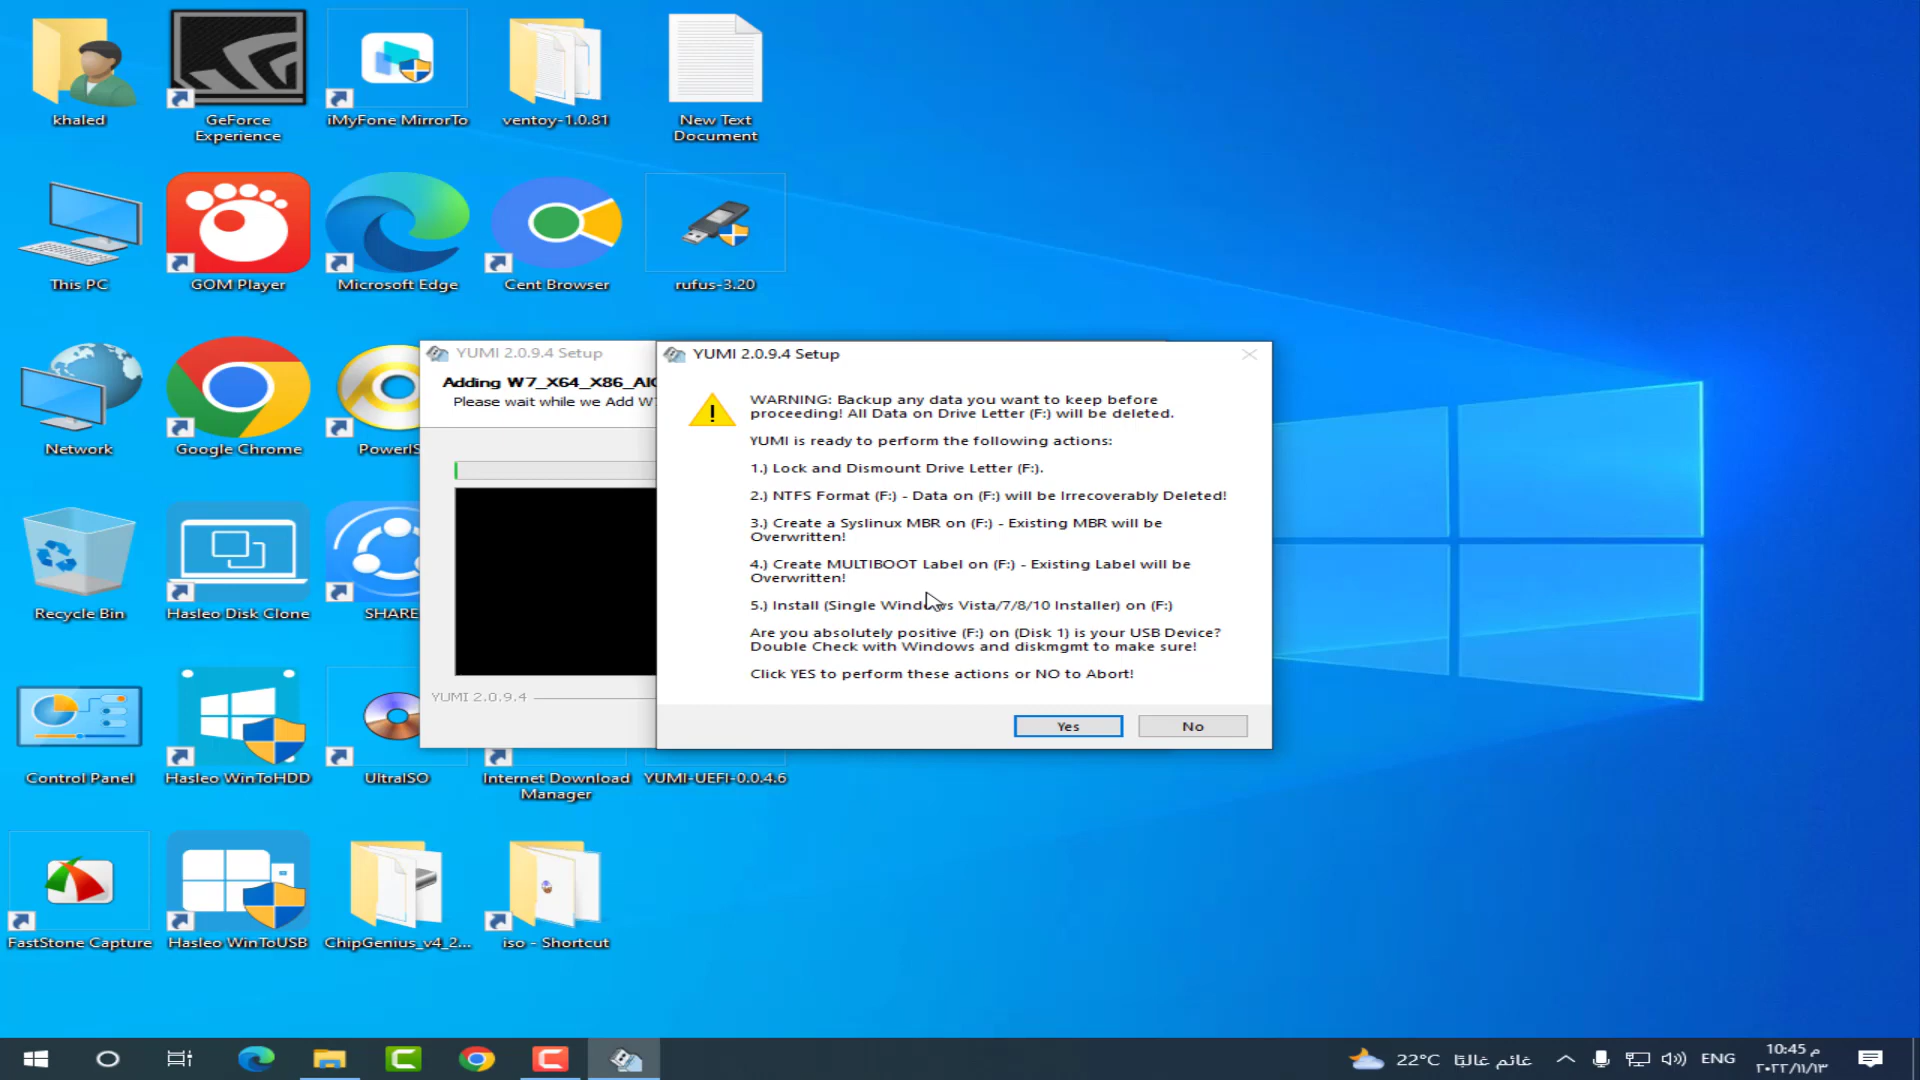 khaled
GeForce
Experience
iMyFone MirrorTo
ventoy-1.0.81
New Text
Document
This PC
GOM Player
Microsoft Edge
Cent Browser
rufus-3.20
Network
Google Chrome
PowerIS
Recycle Bin
Hasleo Disk Clone
SHARE
Control Panel
Hasleo WinToHDD
UltraISO
Internet Download
Manager
YUMI-UEFI-0.0.4.6
FastStone Capture
Hasleo WinToUSB
ChipGenius_v4_2...
iso - Shortcut
YUMI 2.0.9.4 Setup
Adding W7_X64_X86_AIO
Please wait while we Add W7
YUMI 2.0.9.4
YUMI 2.0.9.4 Setup
WARNING: Backup any data you want to keep before
proceeding! All Data on Drive Letter (F:) will be deleted.
YUMI is ready to perform the following actions:
1.) Lock and Dismount Drive Letter (F:).
2.) NTFS Format (F:) - Data on (F:) will be Irrecoverably Deleted!
3.) Create a Syslinux MBR on (F:) - Existing MBR will be
Overwritten!
4.) Create MULTIBOOT Label on (F:) - Existing Label will be
Overwritten!
5.) Install (Single Windows Vista/7/8/10 Installer) on (F:)
Are you absolutely positive (F:) on (Disk 1) is your USB Device?
Double Check with Windows and diskmgmt to make sure!
Click YES to perform these actions or NO to Abort!
Yes
No
22°C غائم غالبًا
ENG
10:45 م
٢٠٢٢/١١/١٣